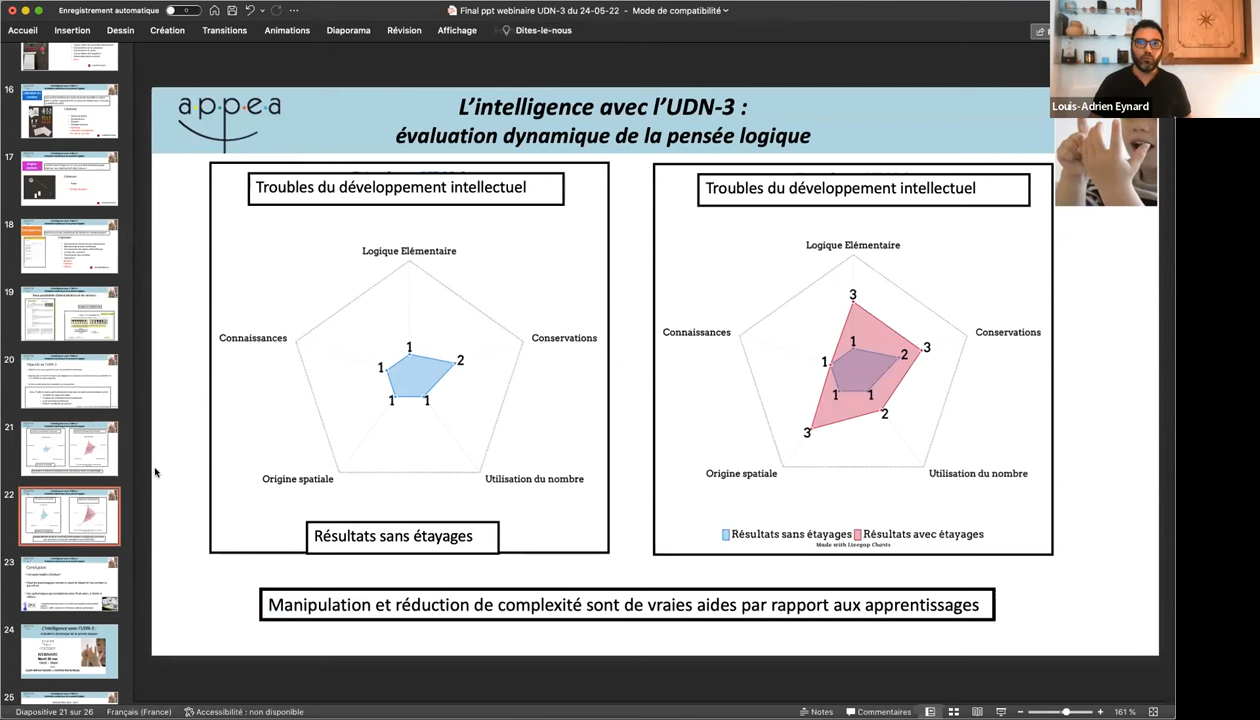 Enregistrement automatique
Final ppt webinaire UDN-3 du 24-05-22 - Mode de compatibilité
Accueil Insertion Dessin Création Transitions Animations Diaporama Révision Affichage Dites-le-nous
Louis-Adrien Eynard
appea
L'intelligence avec l'UDN-3 :
évaluation dynamique de la pensée logique
Troubles du développement intellectuel
Logique Elémentaire
Connaissances
Conservations
1
1
2
1
1
Origine spatiale
Utilisation du nombre
Résultats sans étayages
Troubles du développement intellectuel
Logique Elémentaire
Connaissances
Conservations
3
1
3
1
2
1
1
2
3
Origine spatiale
Utilisation du nombre
Résultats sans étayages Résultats avec étayages
Made with Livegap Charts
Manipulation et réduction de complexité sont de vraies aides par rapport aux apprentissages
16
17
18
19
20
21
22
23
Conclusion
24
25
Diapositive 21 sur 26 Français (France) Accessibilité : non disponible Notes Commentaires 161 %